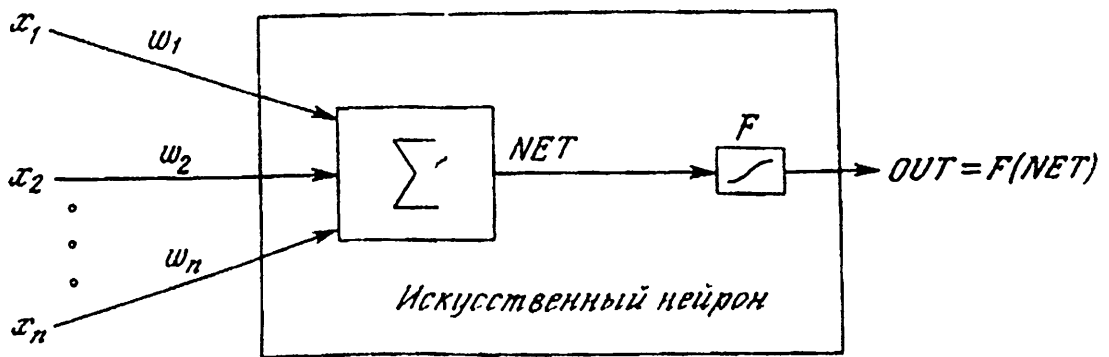 x₁
w₁
F
NET
Σ
w₂
x₂
OUT = F(NET)
wₙ
Искусственный нейрон
xₙ